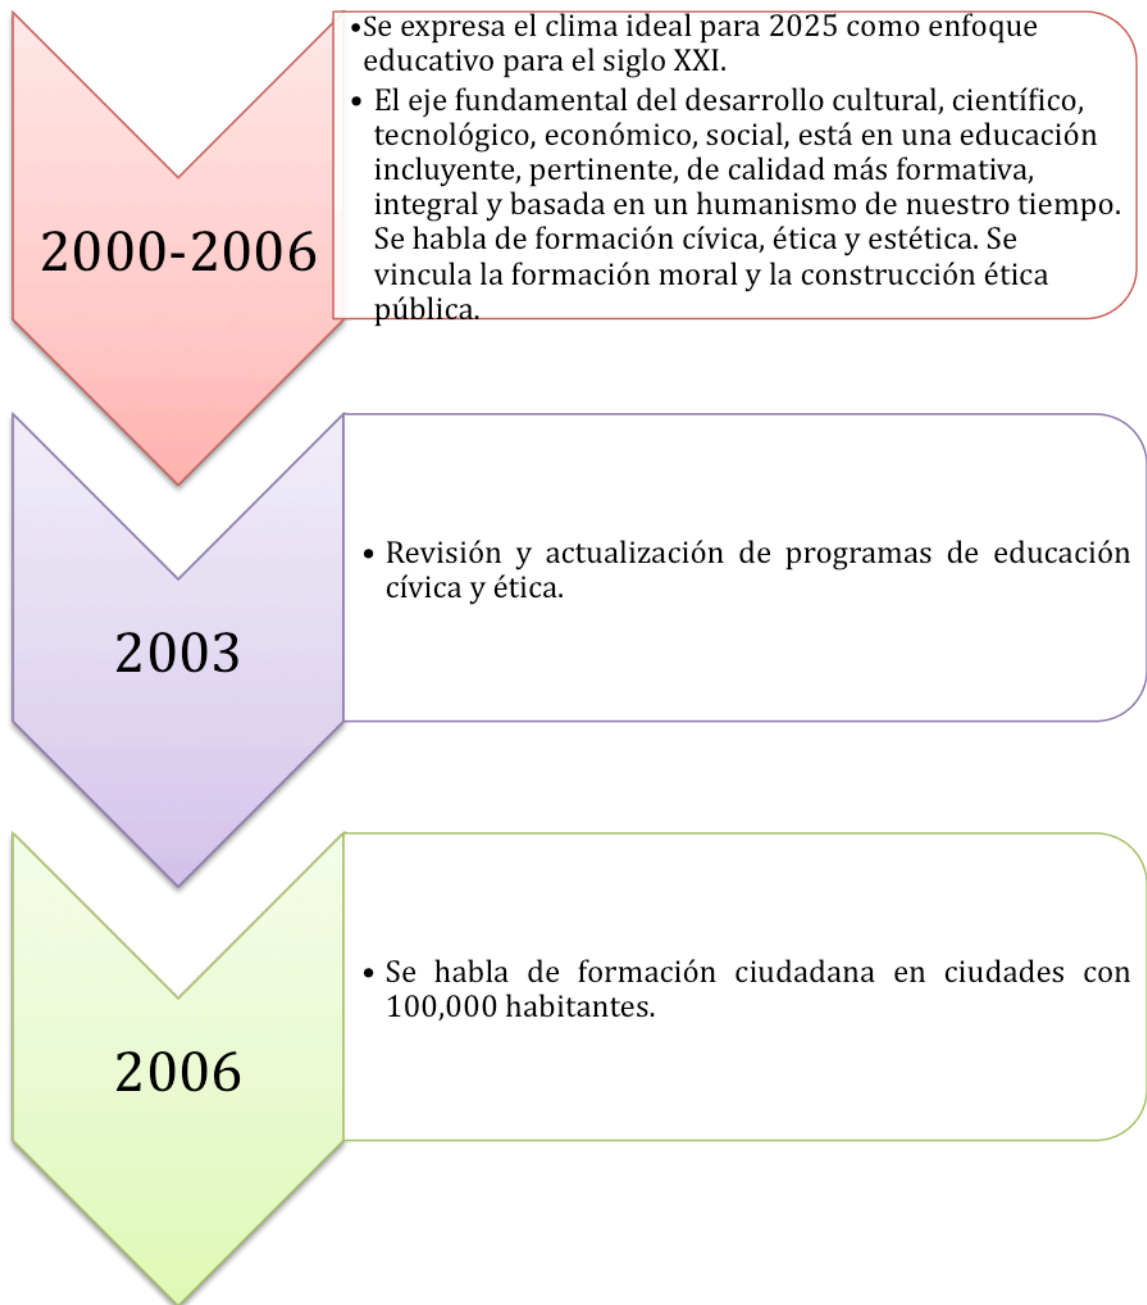 2000-2006
•Se expresa el clima ideal para 2025 como enfoque
educativo para el siglo XXI.
• El eje fundamental del desarrollo cultural, científico,
tecnológico, económico, social, está en una educación
incluyente, pertinente, de calidad más formativa,
integral y basada en un humanismo de nuestro tiempo.
Se habla de formación cívica, ética y estética. Se
vincula la formación moral y la construcción ética
pública.
2003
• Revisión y actualización de programas de educación
cívica y ética.
2006
• Se habla de formación ciudadana en ciudades con
100,000 habitantes.